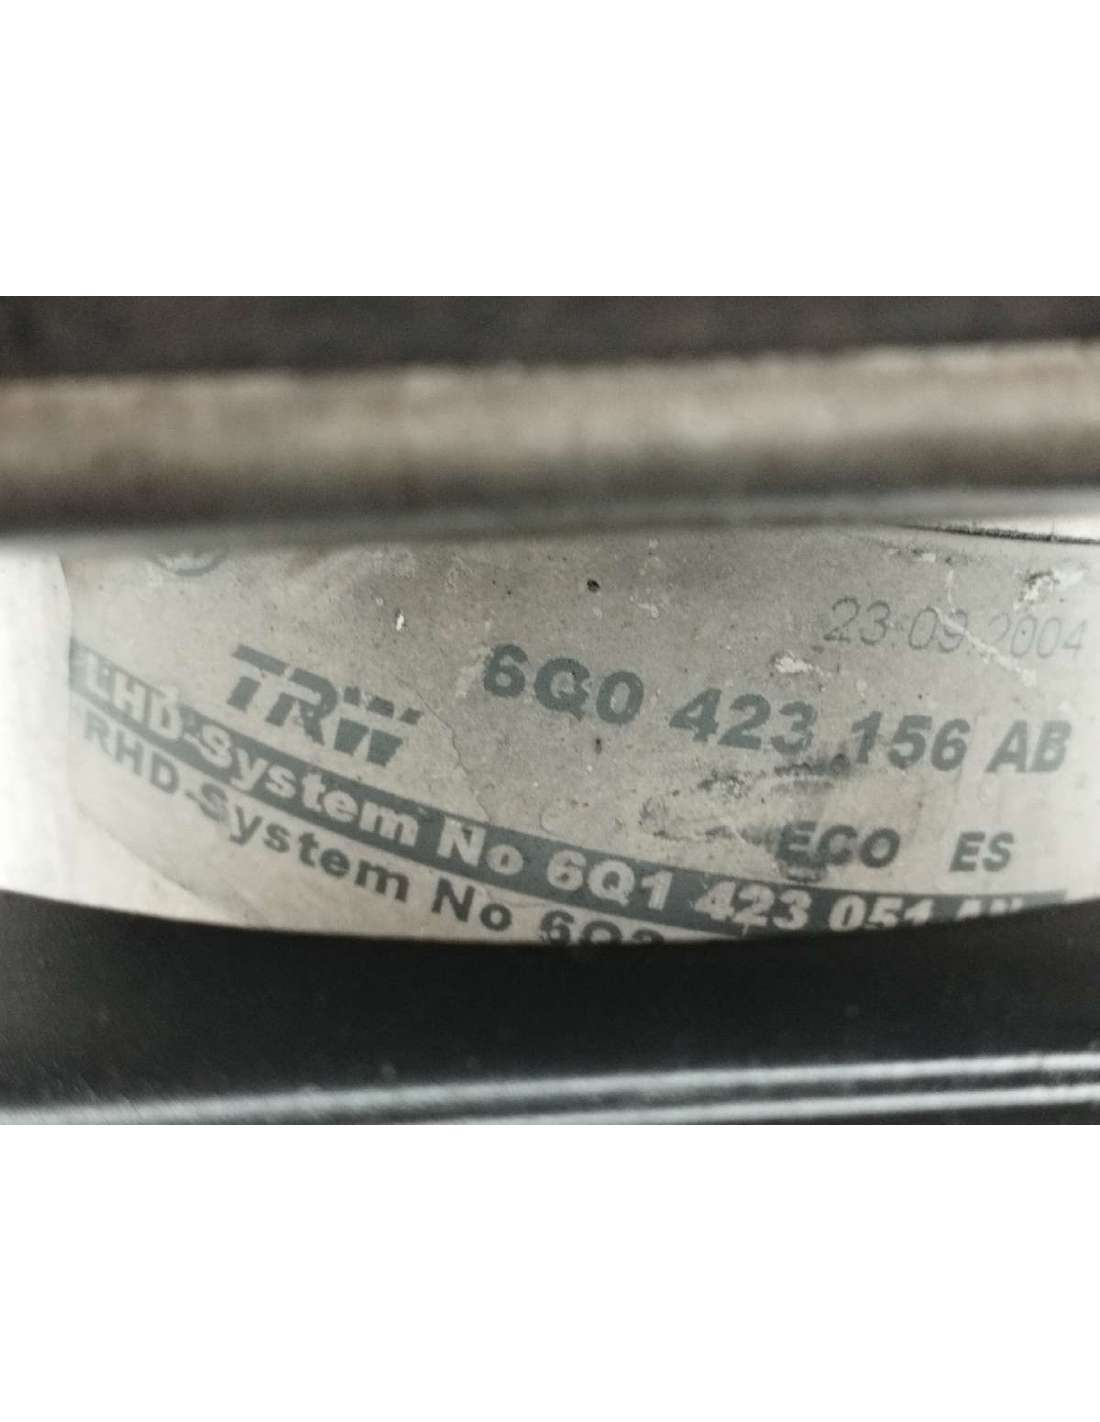 23.09.2004
TRW 6Q0 423 156 AB
ECO ES
LHD-System No 6Q1 423 051
RHD-System No